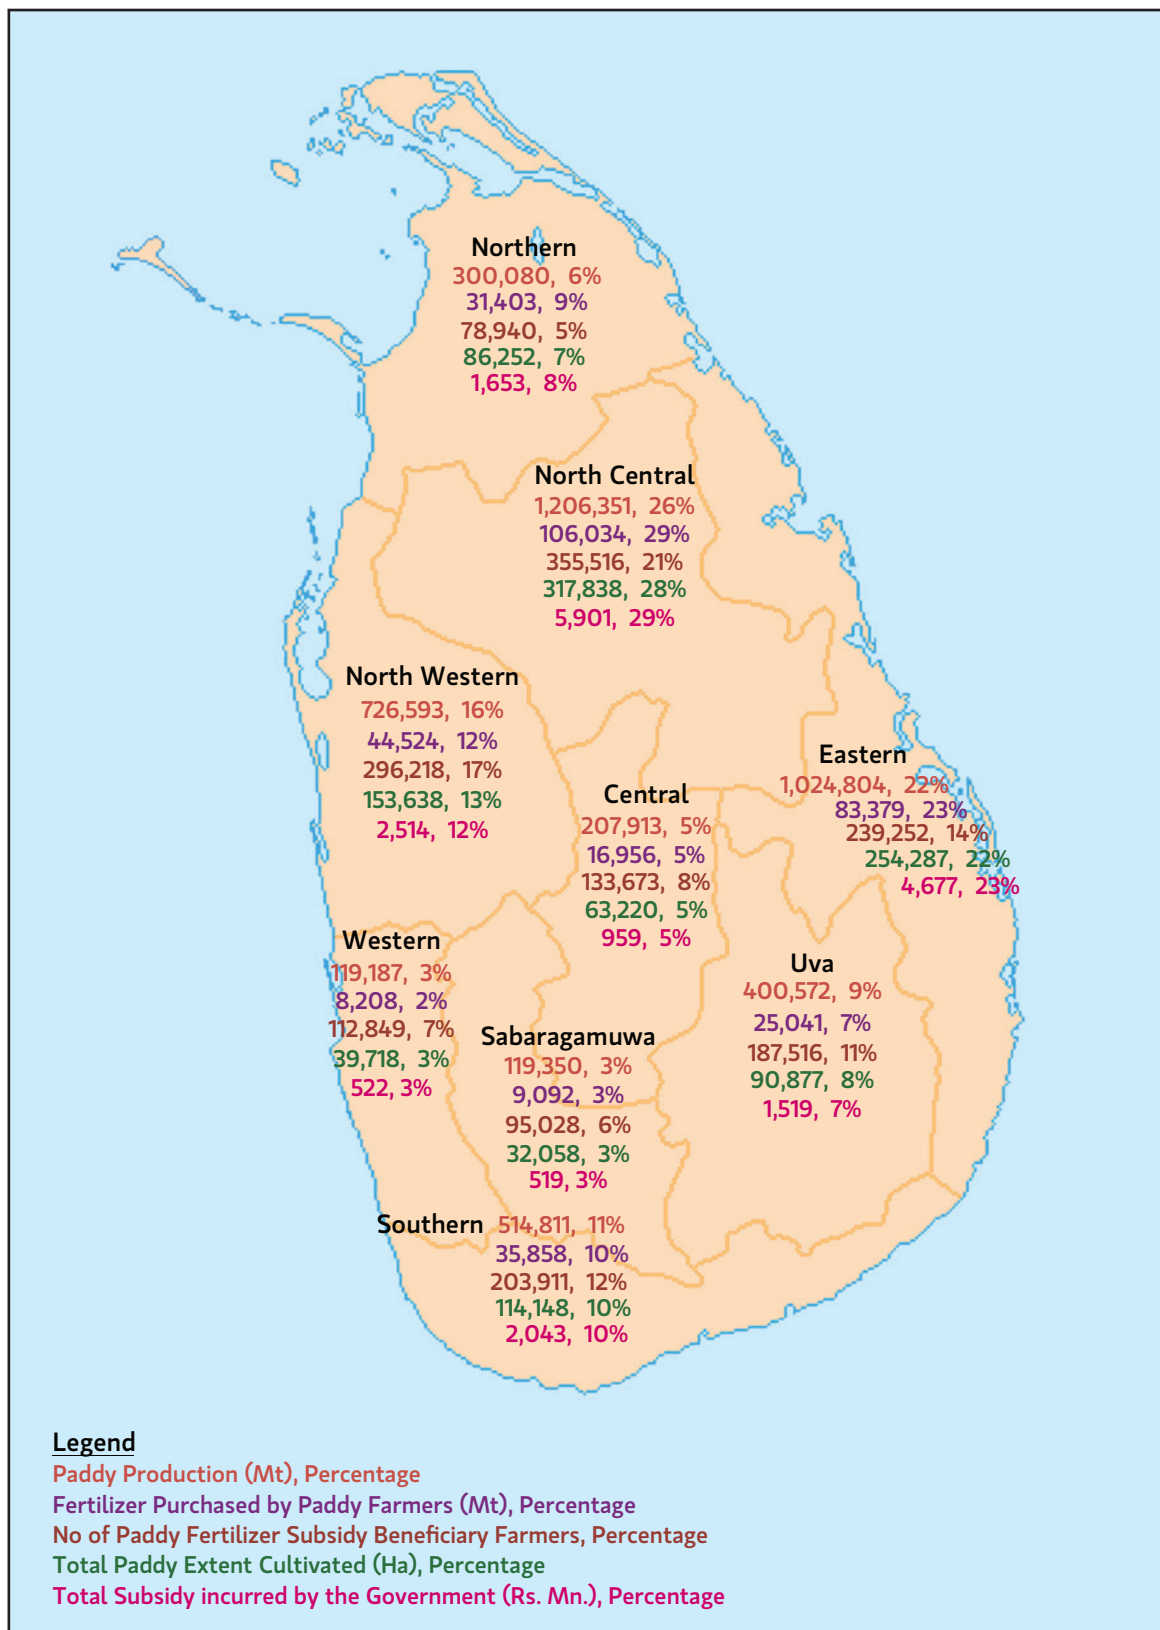 Northern
300,080, 6%
31,403, 9%
78,940, 5%
86,252, 7%
1,653, 8%
North Central
1,206,351, 26%
106,034, 29%
355,516, 21%
317,838, 28%
5,901, 29%
North Western
726,593, 16%
44,524, 12%
296,218, 17%
153,638, 13%
2,514, 12%
Eastern
1,024,804, 22%
83,379, 23%
239,252, 14%
254,287, 22%
4,677, 23%
Central
207,913, 5%
16,956, 5%
133,673, 8%
63,220, 5%
959, 5%
Western
119,187, 3%
8,208, 2%
112,849, 7%
39,718, 3%
522, 3%
Uva
400,572, 9%
25,041, 7%
187,516, 11%
90,877, 8%
1,519, 7%
Sabaragamuwa
119,350, 3%
9,092, 3%
95,028, 6%
32,058, 3%
519, 3%
Southern 514,811, 11%
35,858, 10%
203,911, 12%
114,148, 10%
2,043, 10%
Legend
Paddy Production (Mt), Percentage
Fertilizer Purchased by Paddy Farmers (Mt), Percentage
No of Paddy Fertilizer Subsidy Beneficiary Farmers, Percentage
Total Paddy Extent Cultivated (Ha), Percentage
Total Subsidy incurred by the Government (Rs. Mn.), Percentage